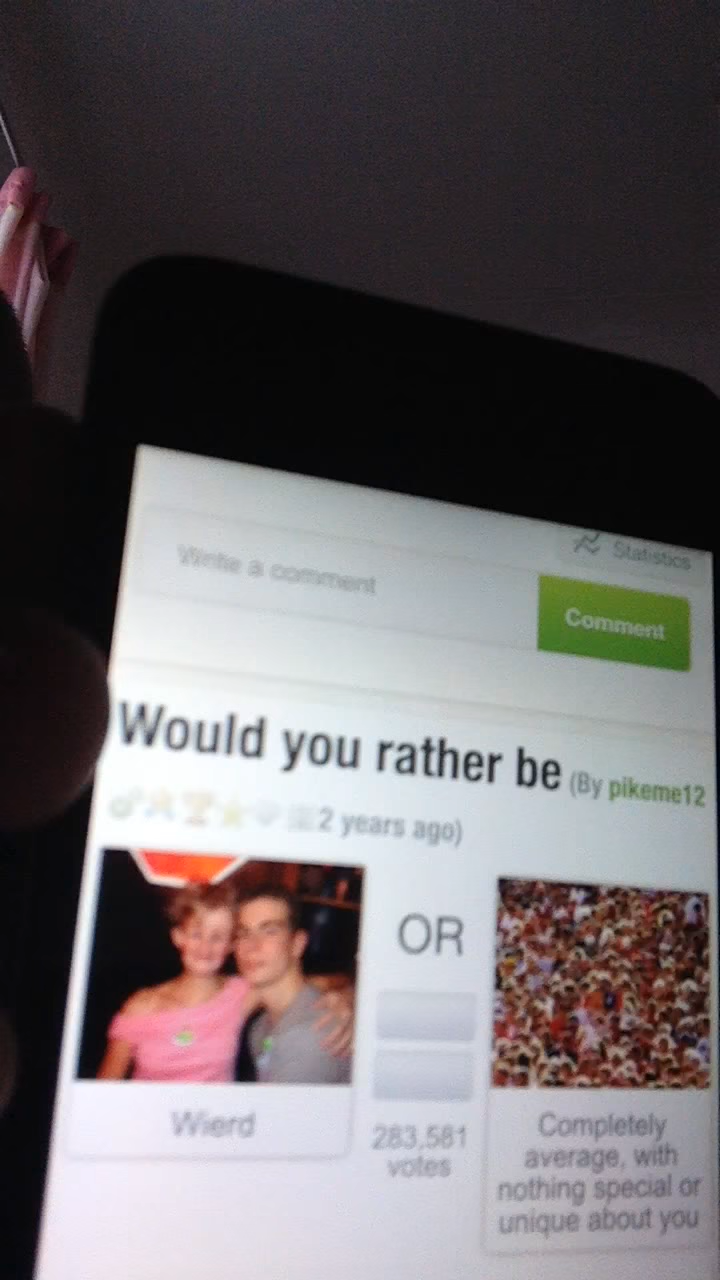 Statistics
Write a comment
Comment
Would you rather be (By pikeme12
2 years ago)
OR
Wierd
283,581
votes
Completely
average, with
nothing special or
unique about you